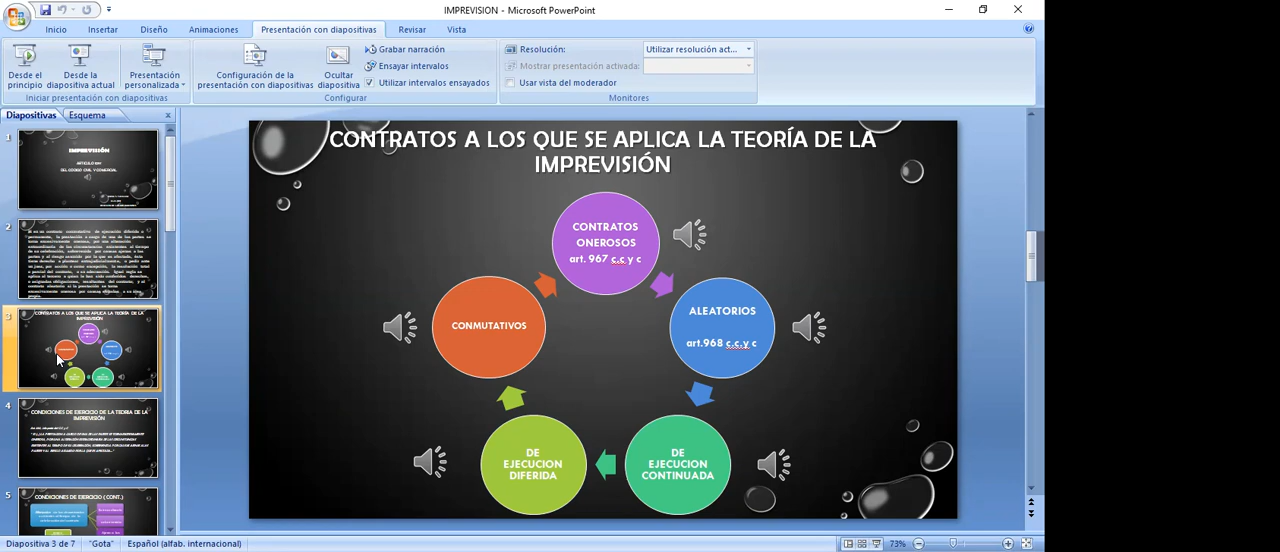 IMPREVISION - Microsoft PowerPoint
Inicio
Insertar
Diseño
Animaciones
Presentación con diapositivas
Revisar
Vista
Desde el principio
Desde la diapositiva actual
Presentación personalizada
Iniciar presentación con diapositivas
Configuración de la presentación con diapositivas
Ocultar diapositiva
Grabar narración
Ensayar intervalos
Utilizar intervalos ensayados
Configurar
Resolución:
Utilizar resolución act...
Mostrar presentación activada:
Usar vista del moderador
Monitores
Diapositivas
Esquema
1
IMPREVISIÓN
DEL CODIGO CIVIL Y COMERCIAL
2
3
CONTRATOS A LOS QUE SE APLICA LA TEORÍA DE LA
IMPREVISIÓN
4
CONDICIONES DE EJERCICIO DE LA TEORIA DE LA
IMPREVISIÓN
5
CONDICIONES DE EJERCICIO ( CONT.)
CONTRATOS A LOS QUE SE APLICA LA TEORÍA DE LA
IMPREVISIÓN
CONTRATOS
ONEROSOS
art. 967 c.c.y c
CONMUTATIVOS
ALEATORIOS
art.968 c.c.y c
DE
EJECUCION
DIFERIDA
DE
EJECUCION
CONTINUADA
Diapositiva 3 de 7
"Gota"
Español (alfab. internacional)
73%